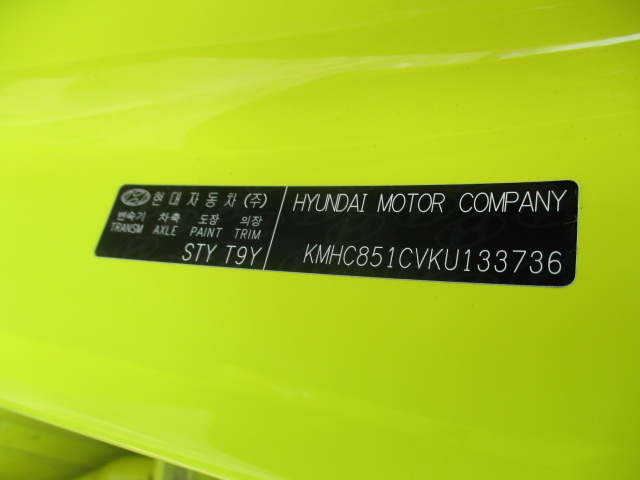 현대자동차(주)
변속기 차축 도장 의장
TRANSM AXLE PAINT TRIM
STY T9Y
HYUNDAI MOTOR COMPANY
KMHC851CVKU133736